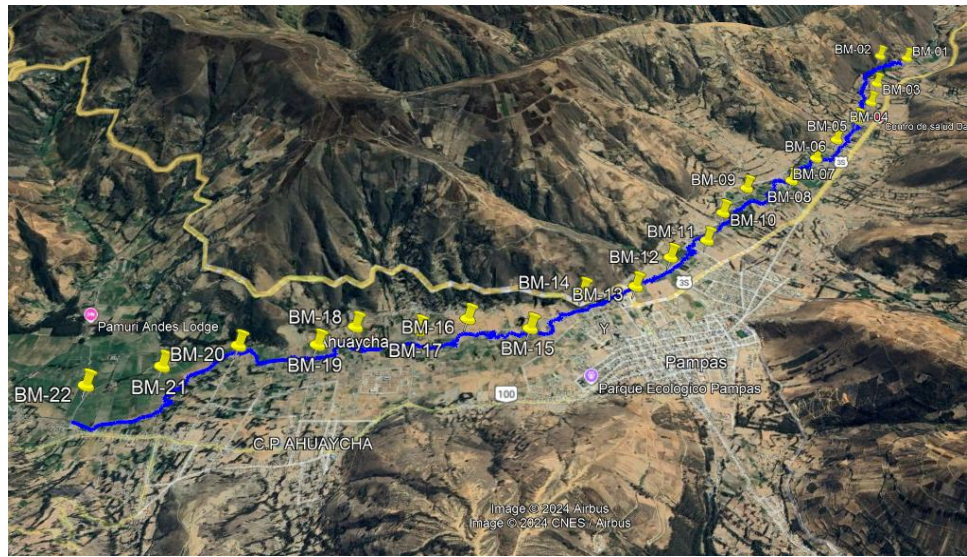 BM-02
BM-01
BM-03
BM-04
Centro de salud Da
BM-05
BM-06
3S
BM-07
BM-09
BM-08
BM-10
BM-11
BM-12
3S
BM-14
BM-13
BM-18
BM-16
Pamuri Andes Lodge
Ahuaycha
Y
BM-17
BM-15
BM-20
BM-19
Pampas
BM-21
BM-22
Parque Ecologico Pampas
100
C.P AHUAYCHA
Image © 2024 Airbus
Image © 2024 CNES / Airbus